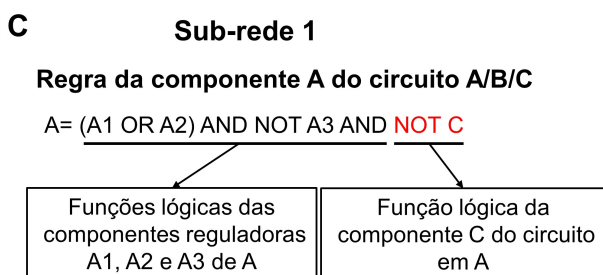 C
Sub-rede 1
Regra da componente A do circuito A/B/C
A= (A1 OR A2) AND NOT A3 AND NOT C
Funções lógicas das
componentes reguladoras
A1, A2 e A3 de A
Função lógica da
componente C do circuito
em A